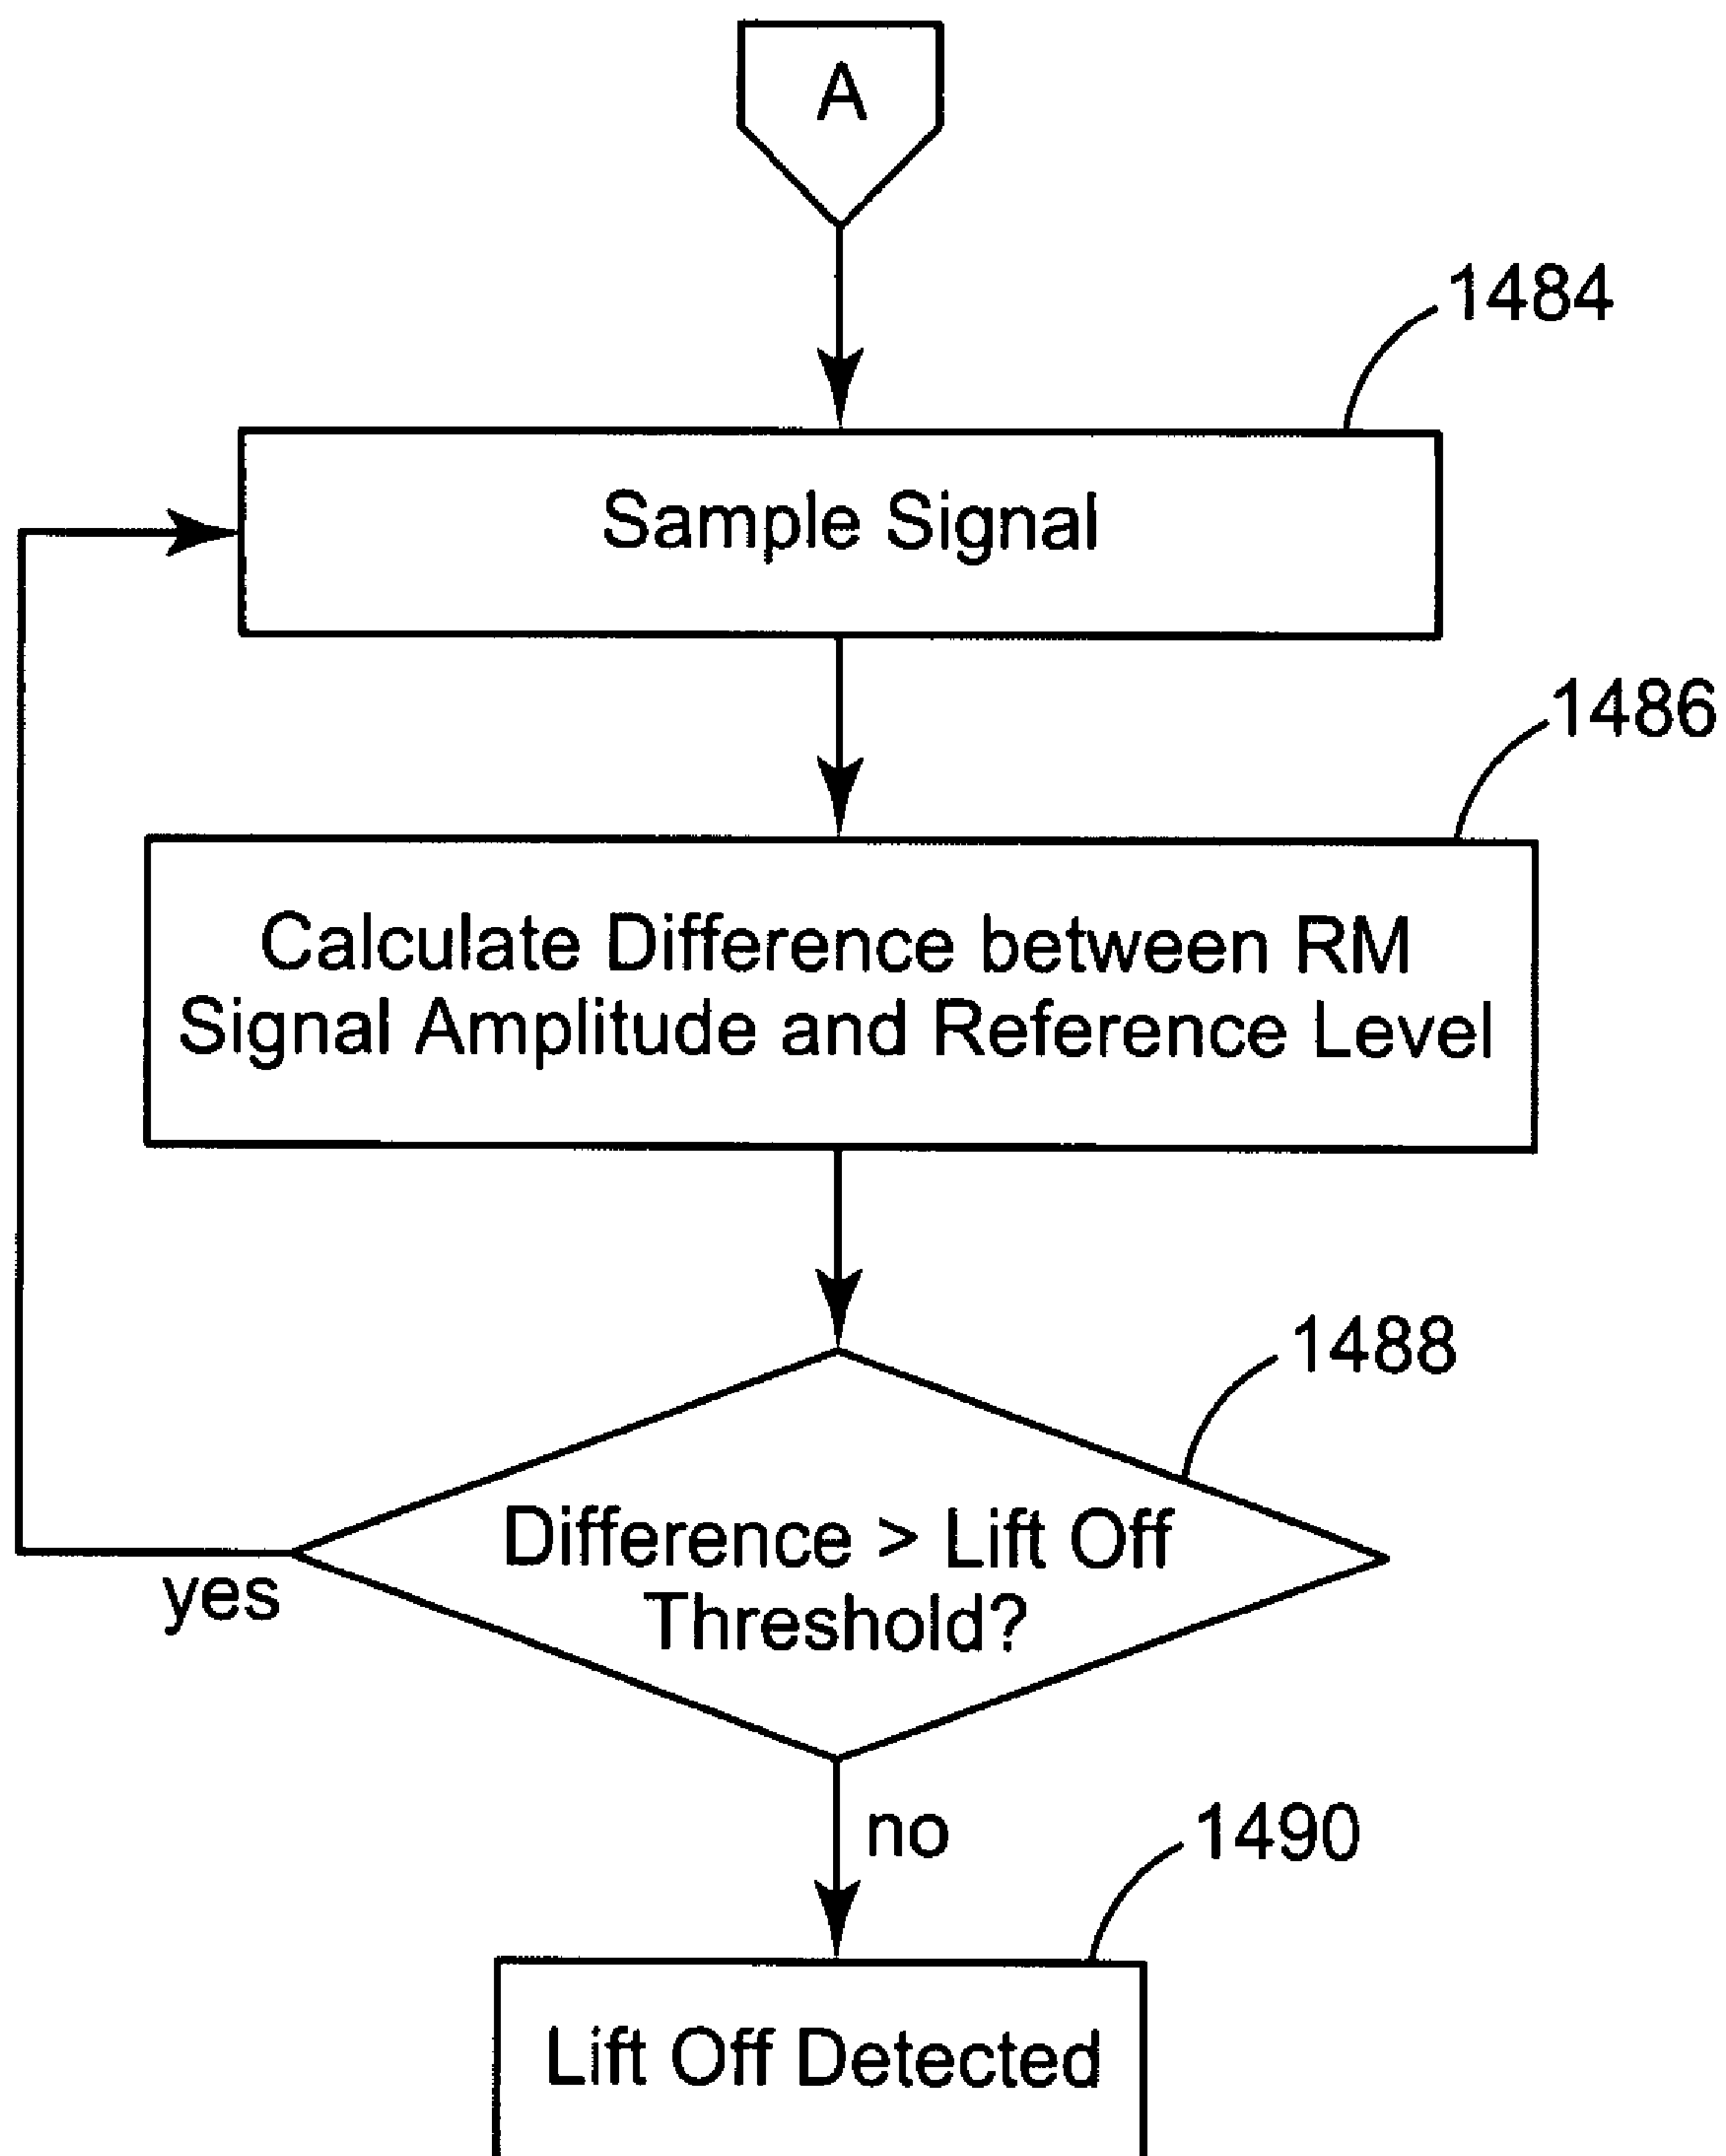 A
1484
Sample Signal
1486
Calculate Difference between RM
Signal Amplitude and Reference Level
1488
Difference > Lift Off
Threshold?
yes
no
1490
Lift Off Detected